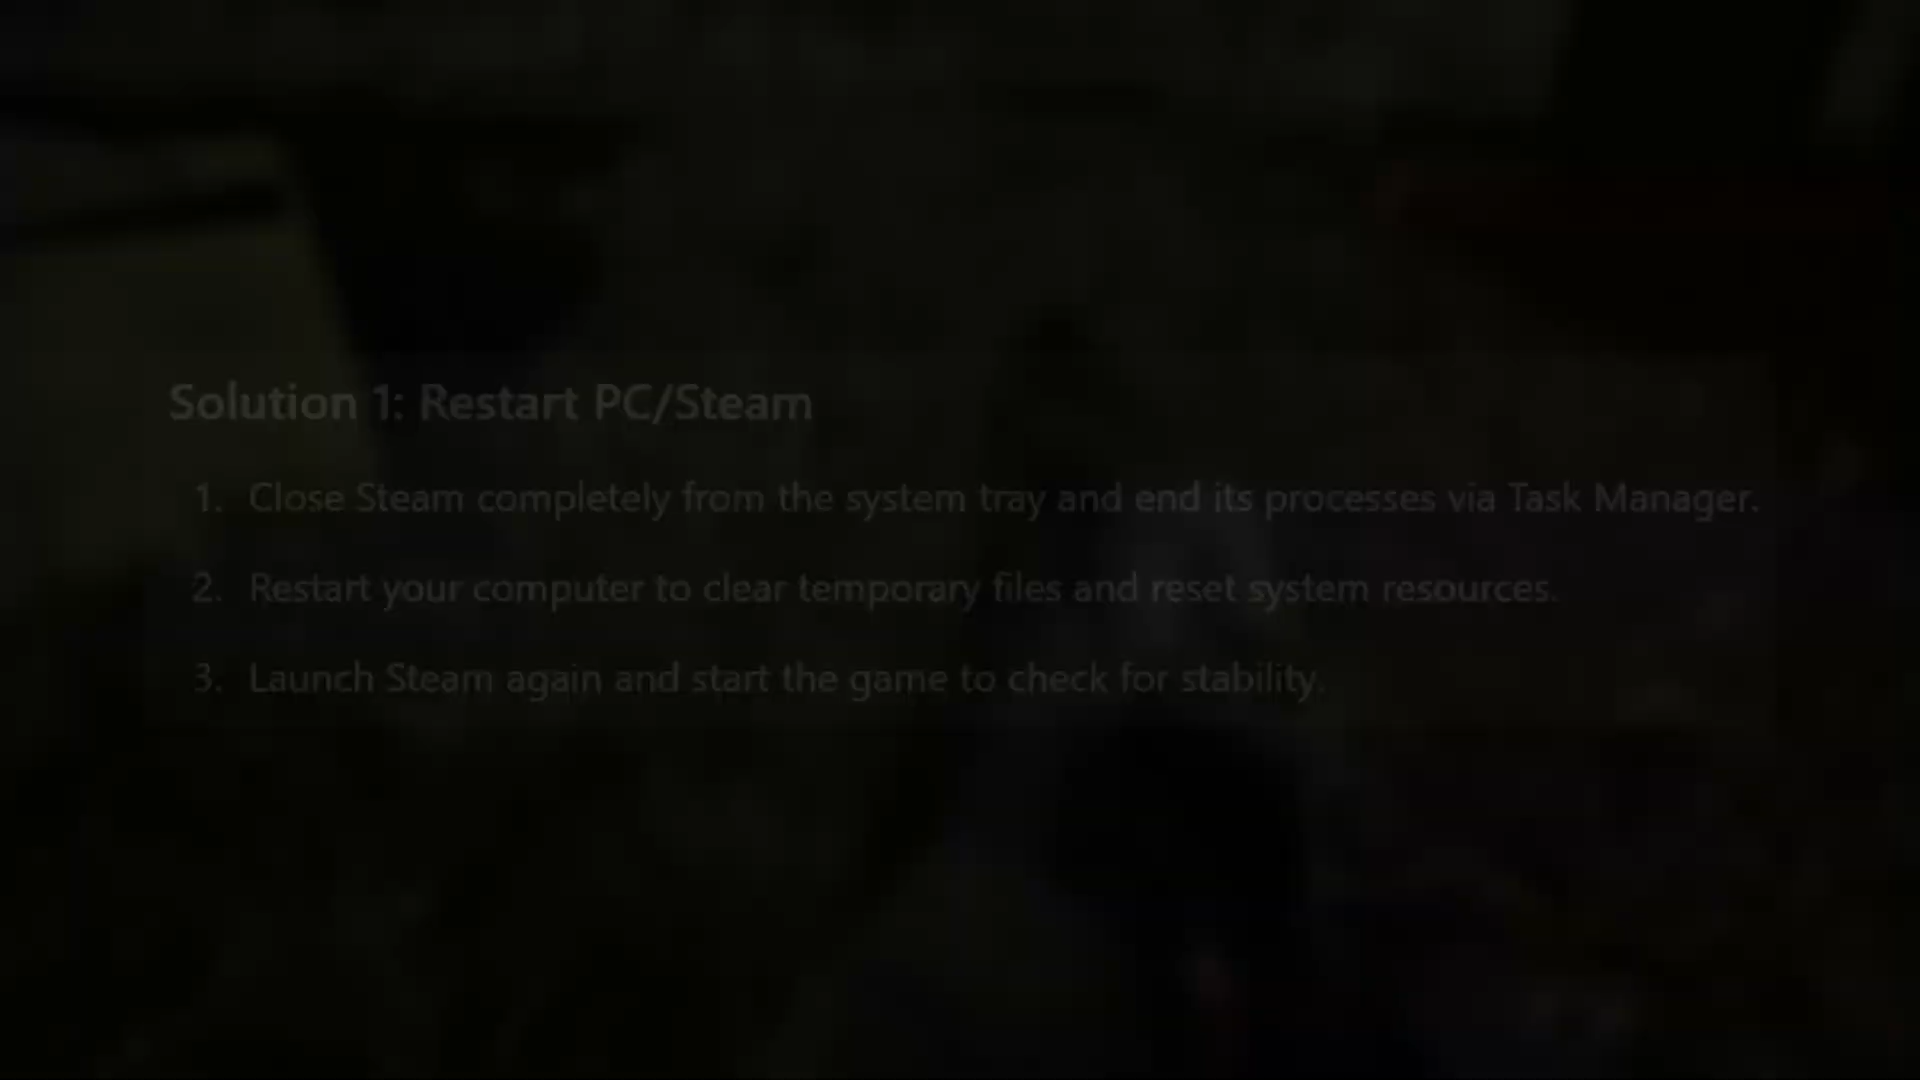 Solution 1: Restart PC/Steam
1. Close Steam completely from the system tray and end its processes via Task Manager.
2. Restart your computer to clear temporary files and reset system resources.
3. Launch Steam again and start the game to check for stability.